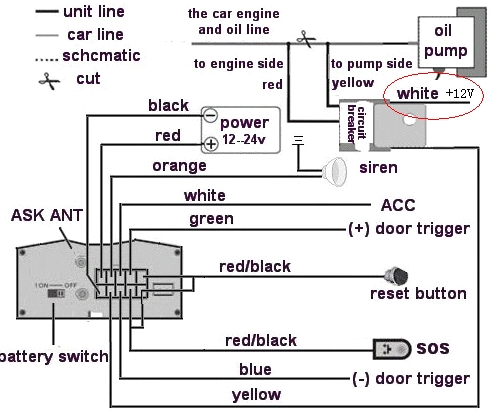 unit line
car line
schcmatic
cut
the car engine
and oil line
oil
pump
to engine side
red
to pump side
yellow
white +12V
black
red
power
12--24v
circuit
breaker
orange
siren
white
ACC
ASK ANT
green
(+) door trigger
red/black
1ON—OFF
reset button
red/black
SOS
battery switch
blue
(-) door trigger
yellow